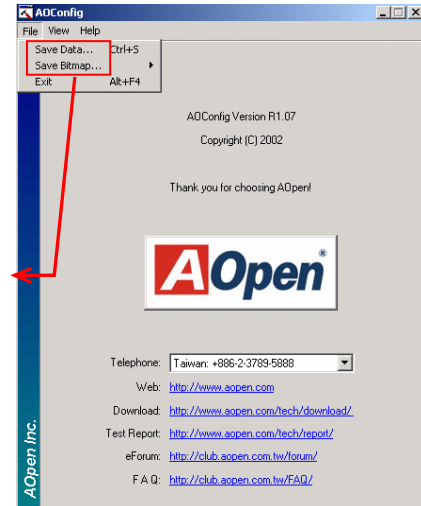 AOConfig
File View Help
Save Data... Ctrl+S
Save Bitmap...
Exit Alt+F4
AOConfig Version R1.07
Copyright (C) 2002
Thank you for choosing AOpen!
AOpen®
Telephone: Taiwan: +886-2-3789-5888
Web: http://www.aopen.com
Download: http://www.aopen.com/tech/download/
Test Report: http://www.aopen.com/tech/report/
eForum: http://club.aopen.com.tw/forum/
F A Q: http://club.aopen.com.tw/FAQ/
AOpen Inc.